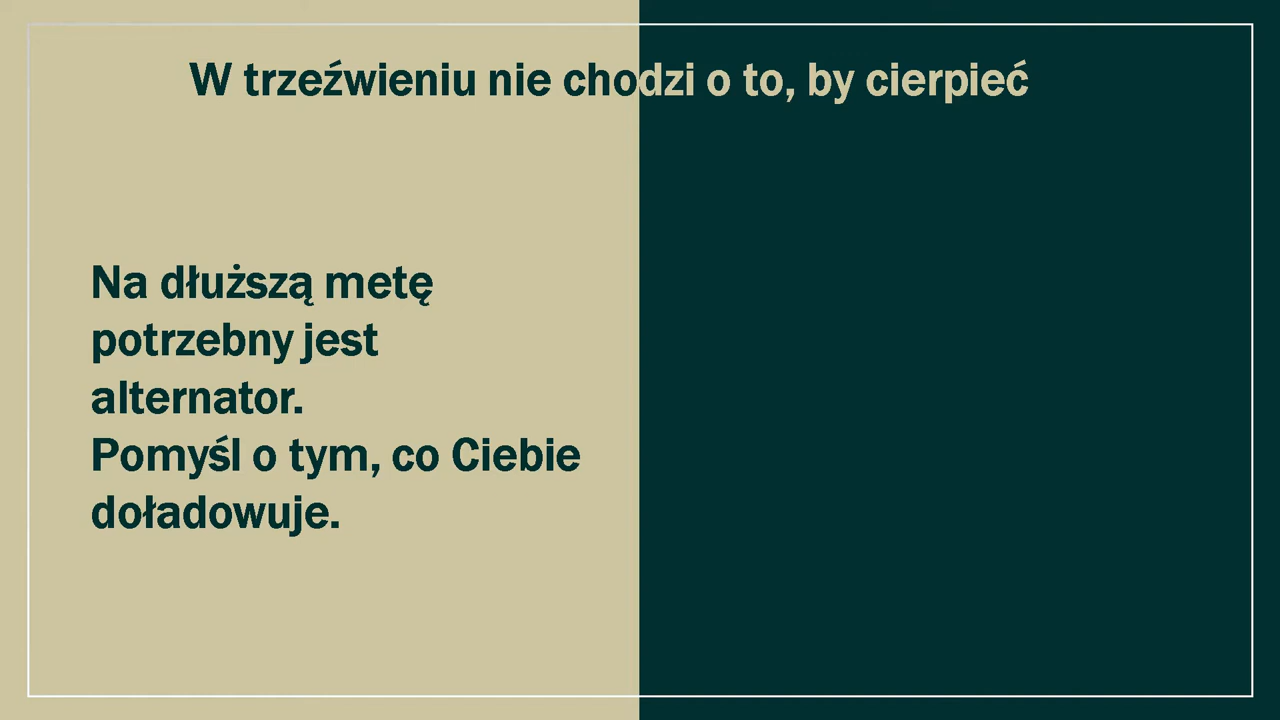 W trzeźwieniu nie chodzi o to, by cierpieć
Na dłuższą metę
potrzebny jest
alternator.
Pomyśl o tym, co Ciebie
doładowuje.